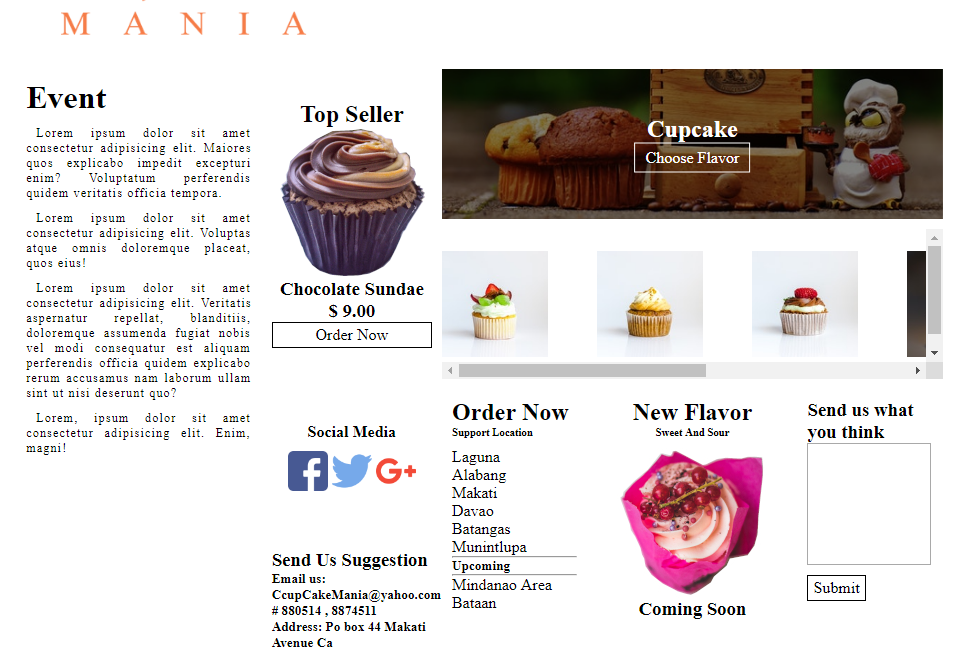 M A N I A
Event
Lorem ipsum dolor sit amet
consectetur adipisicing elit. Maiores
quos explicabo impedit excepturi
enim? Voluptatum perferendis
quidem veritatis officia tempora.
Lorem ipsum dolor sit amet
consectetur adipisicing elit. Voluptas
atque omnis doloremque placeat,
quos eius!
Lorem ipsum dolor sit amet
consectetur adipisicing elit. Veritatis
aspernatur repellat, blanditiis,
doloremque assumenda fugiat nobis
vel modi consequatur est aliquam
perferendis officia quidem explicabo
rerum accusamus nam laborum ullam
sint ut nisi deserunt quo?
Lorem, ipsum dolor sit amet
consectetur adipisicing elit. Enim,
magni!
Top Seller
Chocolate Sundae
$ 9.00
Order Now
Social Media
Send Us Suggestion
Email us:
CcupCakeMania@yahoo.com
# 880514 , 8874511
Address: Po box 44 Makati
Avenue Ca
Cupcake
Choose Flavor
Order Now
Support Location
Laguna
Alabang
Makati
Davao
Batangas
Munintlupa
Upcoming
Mindanao Area
Bataan
New Flavor
Sweet And Sour
Coming Soon
Send us what
you think
Submit